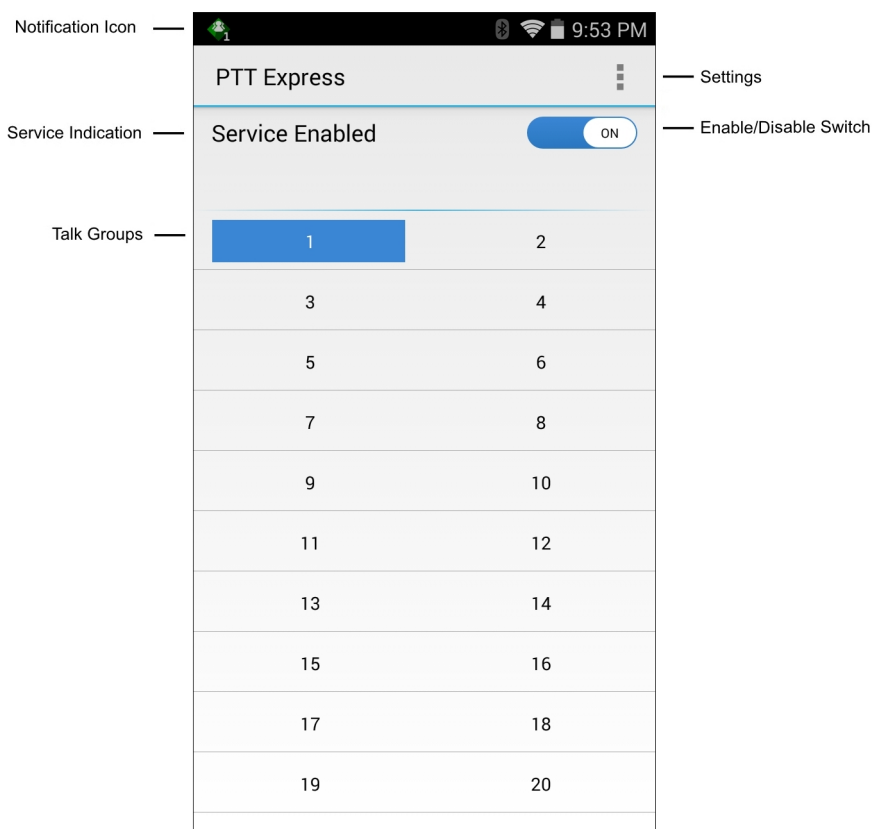 Notification Icon
1
9:53 PM
PTT Express
Settings
Service Indication
Service Enabled
ON
Enable/Disable Switch
Talk Groups
1 2
3 4
5 6
7 8
9 10
11 12
13 14
15 16
17 18
19 20